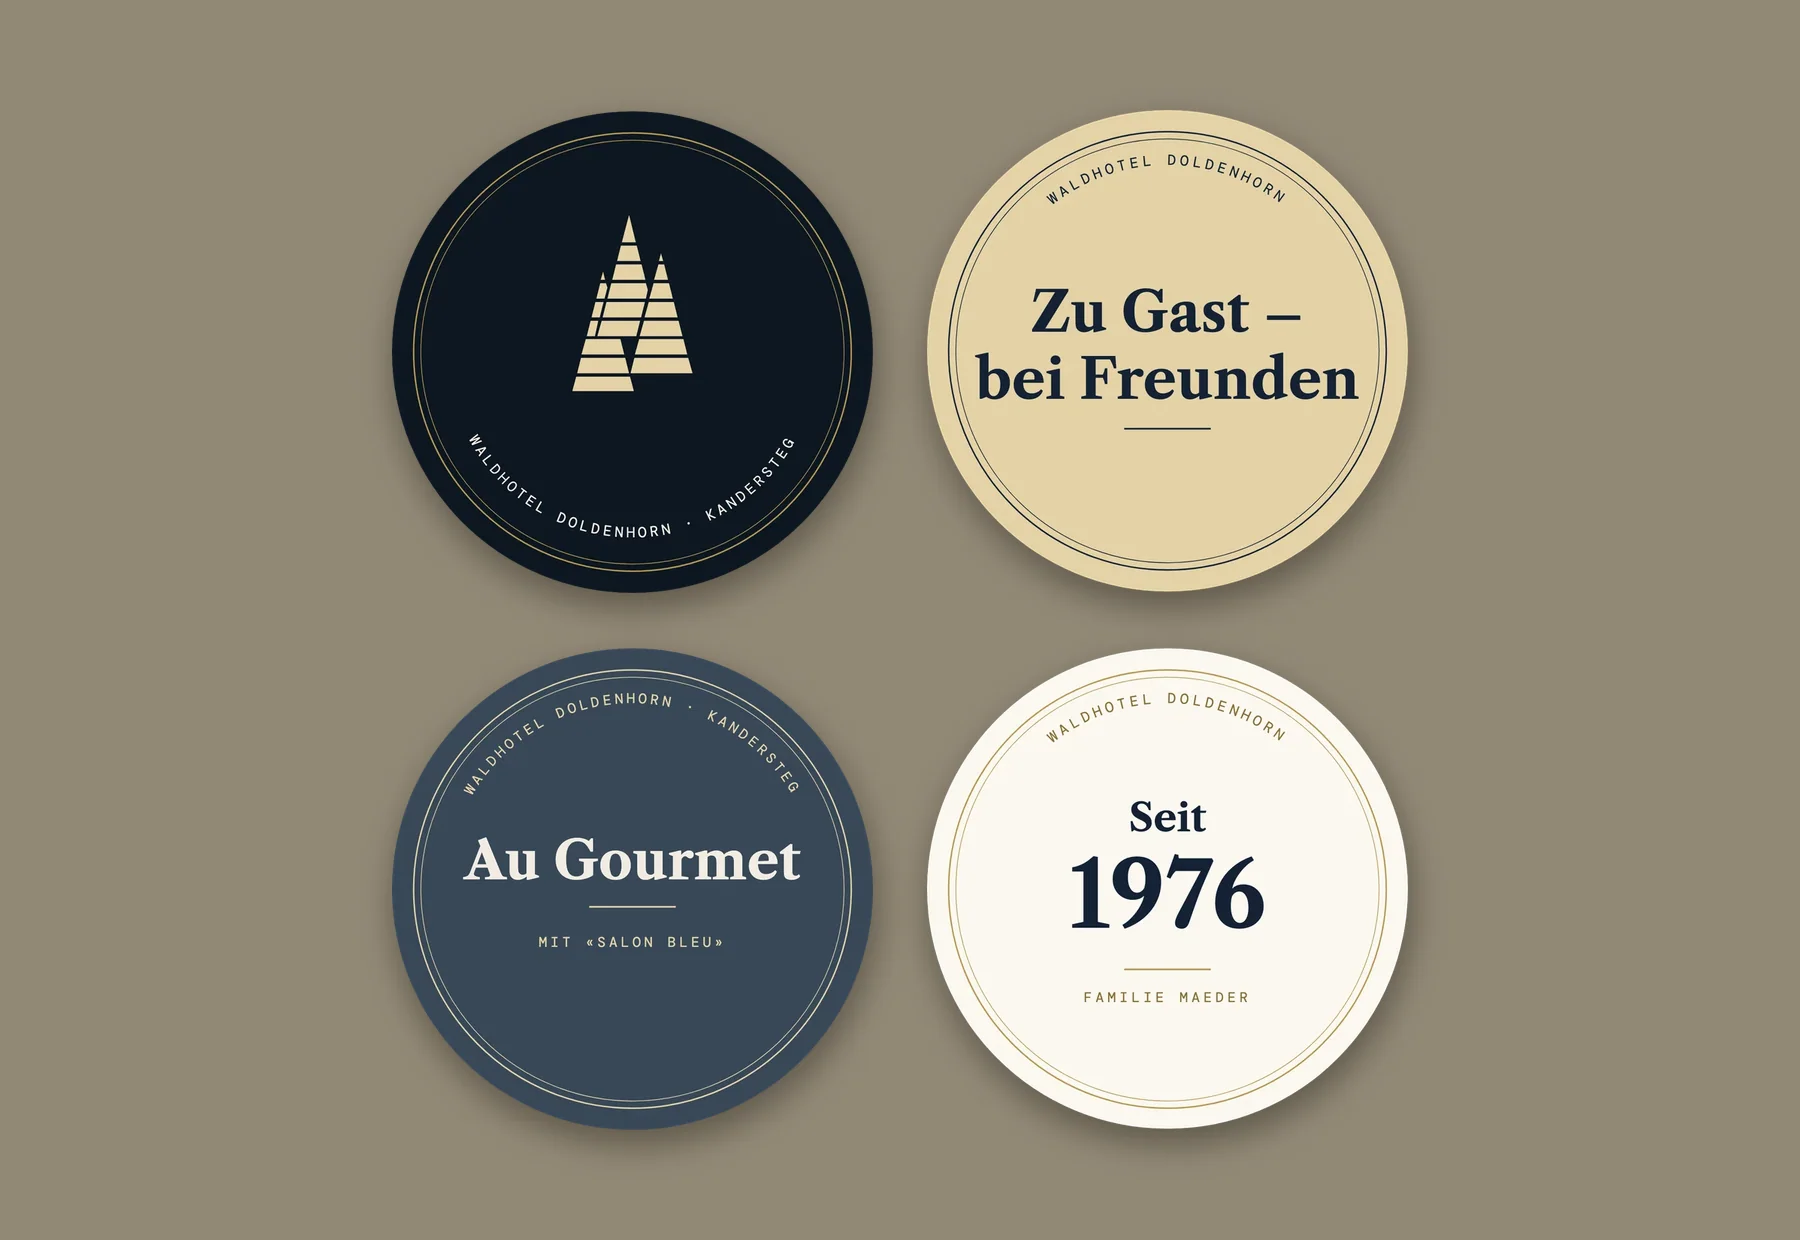 WALDHOTEL DOLDENHORN · KANDERSTEG
WALDHOTEL DOLDENHORN
Zu Gast –
bei Freunden
WALDHOTEL DOLDENHORN · KANDERSTEG
Au Gourmet
MIT «SALON BLEU»
WALDHOTEL DOLDENHORN
Seit
1976
FAMILIE MAEDER